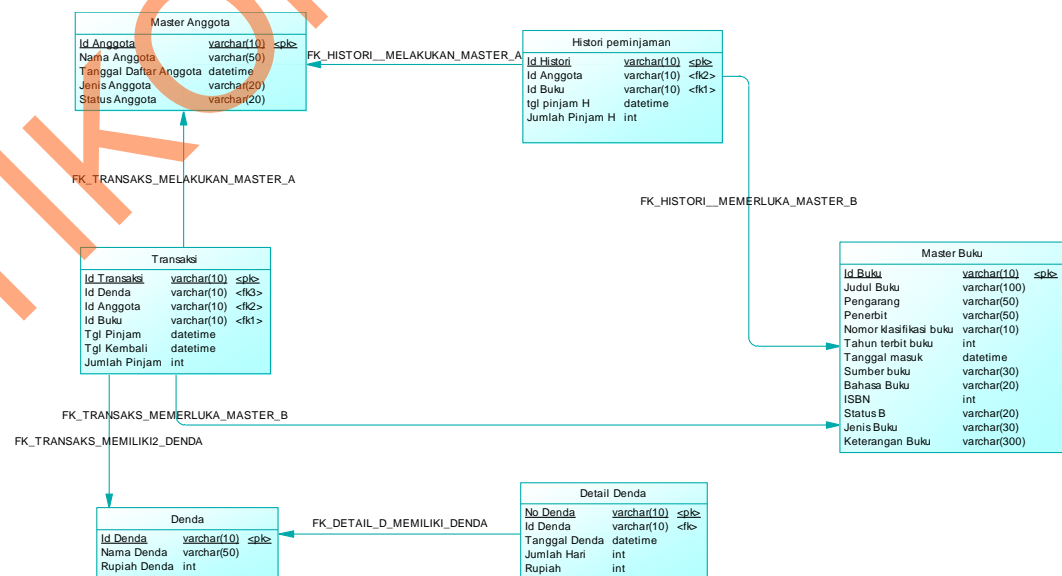 Master Anggota
Id Anggota varchar(10) <pk>
Nama Anggota varchar(50)
Tanggal Daftar Anggota datetime
Jenis Anggota varchar(20)
Status Anggota varchar(20)
FK_HISTORI__MELAKUKAN_MASTER_A
Histori peminjaman
Id Histori varchar(10) <pk>
Id Anggota varchar(10) <fk2>
Id Buku varchar(10) <fk1>
tgl pinjam H datetime
Jumlah Pinjam H int
FK_TRANSAKS_MELAKUKAN_MASTER_A
FK_HISTORI__MEMERLUKA_MASTER_B
Transaksi
Id Transaksi varchar(10) <pk>
Id Denda varchar(10) <fk3>
Id Anggota varchar(10) <fk2>
Id Buku varchar(10) <fk1>
Tgl Pinjam datetime
Tgl Kembali datetime
Jumlah Pinjam int
Master Buku
Id Buku varchar(10) <pk>
Judul Buku varchar(100)
Pengarang varchar(50)
Penerbit varchar(50)
Nomor klasifikasi buku varchar(10)
Tahun terbit buku int
Tanggal masuk datetime
Sumber buku varchar(30)
Bahasa Buku varchar(20)
ISBN int
Status B varchar(20)
Jenis Buku varchar(30)
Keterangan Buku varchar(300)
FK_TRANSAKS_MEMERLUKA_MASTER_B
FK_TRANSAKS_MEMILIKI2_DENDA
Denda
Id Denda varchar(10) <pk>
Nama Denda varchar(50)
Rupiah Denda int
FK_DETAIL_D_MEMILIKI_DENDA
Detail Denda
No Denda varchar(10) <pk>
Id Denda varchar(10) <fk>
Tanggal Denda datetime
Jumlah Hari int
Rupiah int